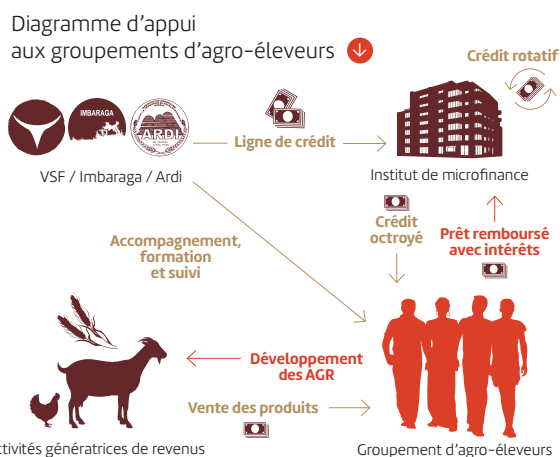 Diagramme d'appui
aux groupements d'agro-éleveurs
Crédit rotatif
IMBARAGA
ARDI
Ligne de crédit
VSF / Imbaraga / Ardi
Institut de microfinance
Crédit
octroyé
Prêt remboursé
avec intérêts
Accompagnement,
formation
et suivi
Développement
des AGR
Vente des produits
ctivités génératrices de revenus
Groupement d'agro-éleveurs